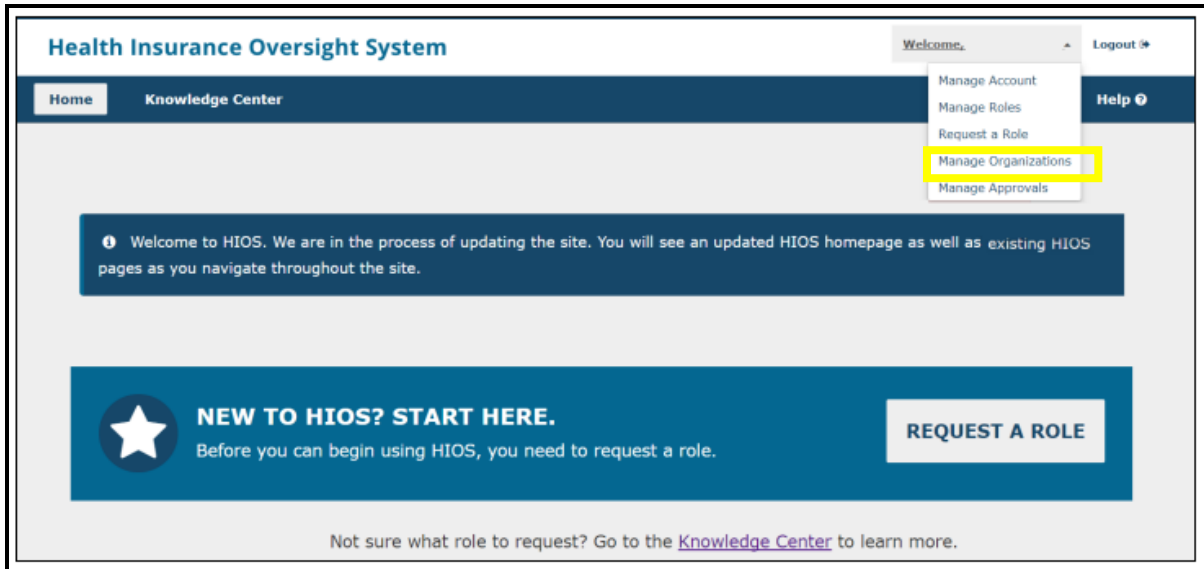 Health Insurance Oversight System
Welcome,
Logout
Home
Knowledge Center
Help
Manage Account
Manage Roles
Request a Role
Manage Organizations
Manage Approvals
Welcome to HIOS. We are in the process of updating the site. You will see an updated HIOS homepage as well as existing HIOS
pages as you navigate throughout the site.
NEW TO HIOS? START HERE.
Before you can begin using HIOS, you need to request a role.
REQUEST A ROLE
Not sure what role to request? Go to the Knowledge Center to learn more.